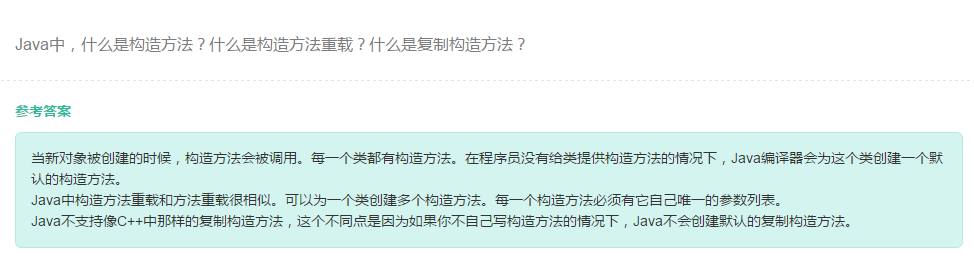 Java中，什么是构造方法？什么是构造方法重载？什么是复制构造方法？
参考答案
当新对象被创建的时候，构造方法会被调用。每一个类都有构造方法。在程序员没有给类提供构造方法的情况下，Java编译器会为这个类创建一个默
认的构造方法。
Java中构造方法重载和方法重载很相似。可以为一个类创建多个构造方法。每一个构造方法必须有它自己唯一的参数列表。
Java不支持像C++中那样的复制构造方法，这个不同点是因为如果你不自己写构造方法的情况下，Java不会创建默认的复制构造方法。